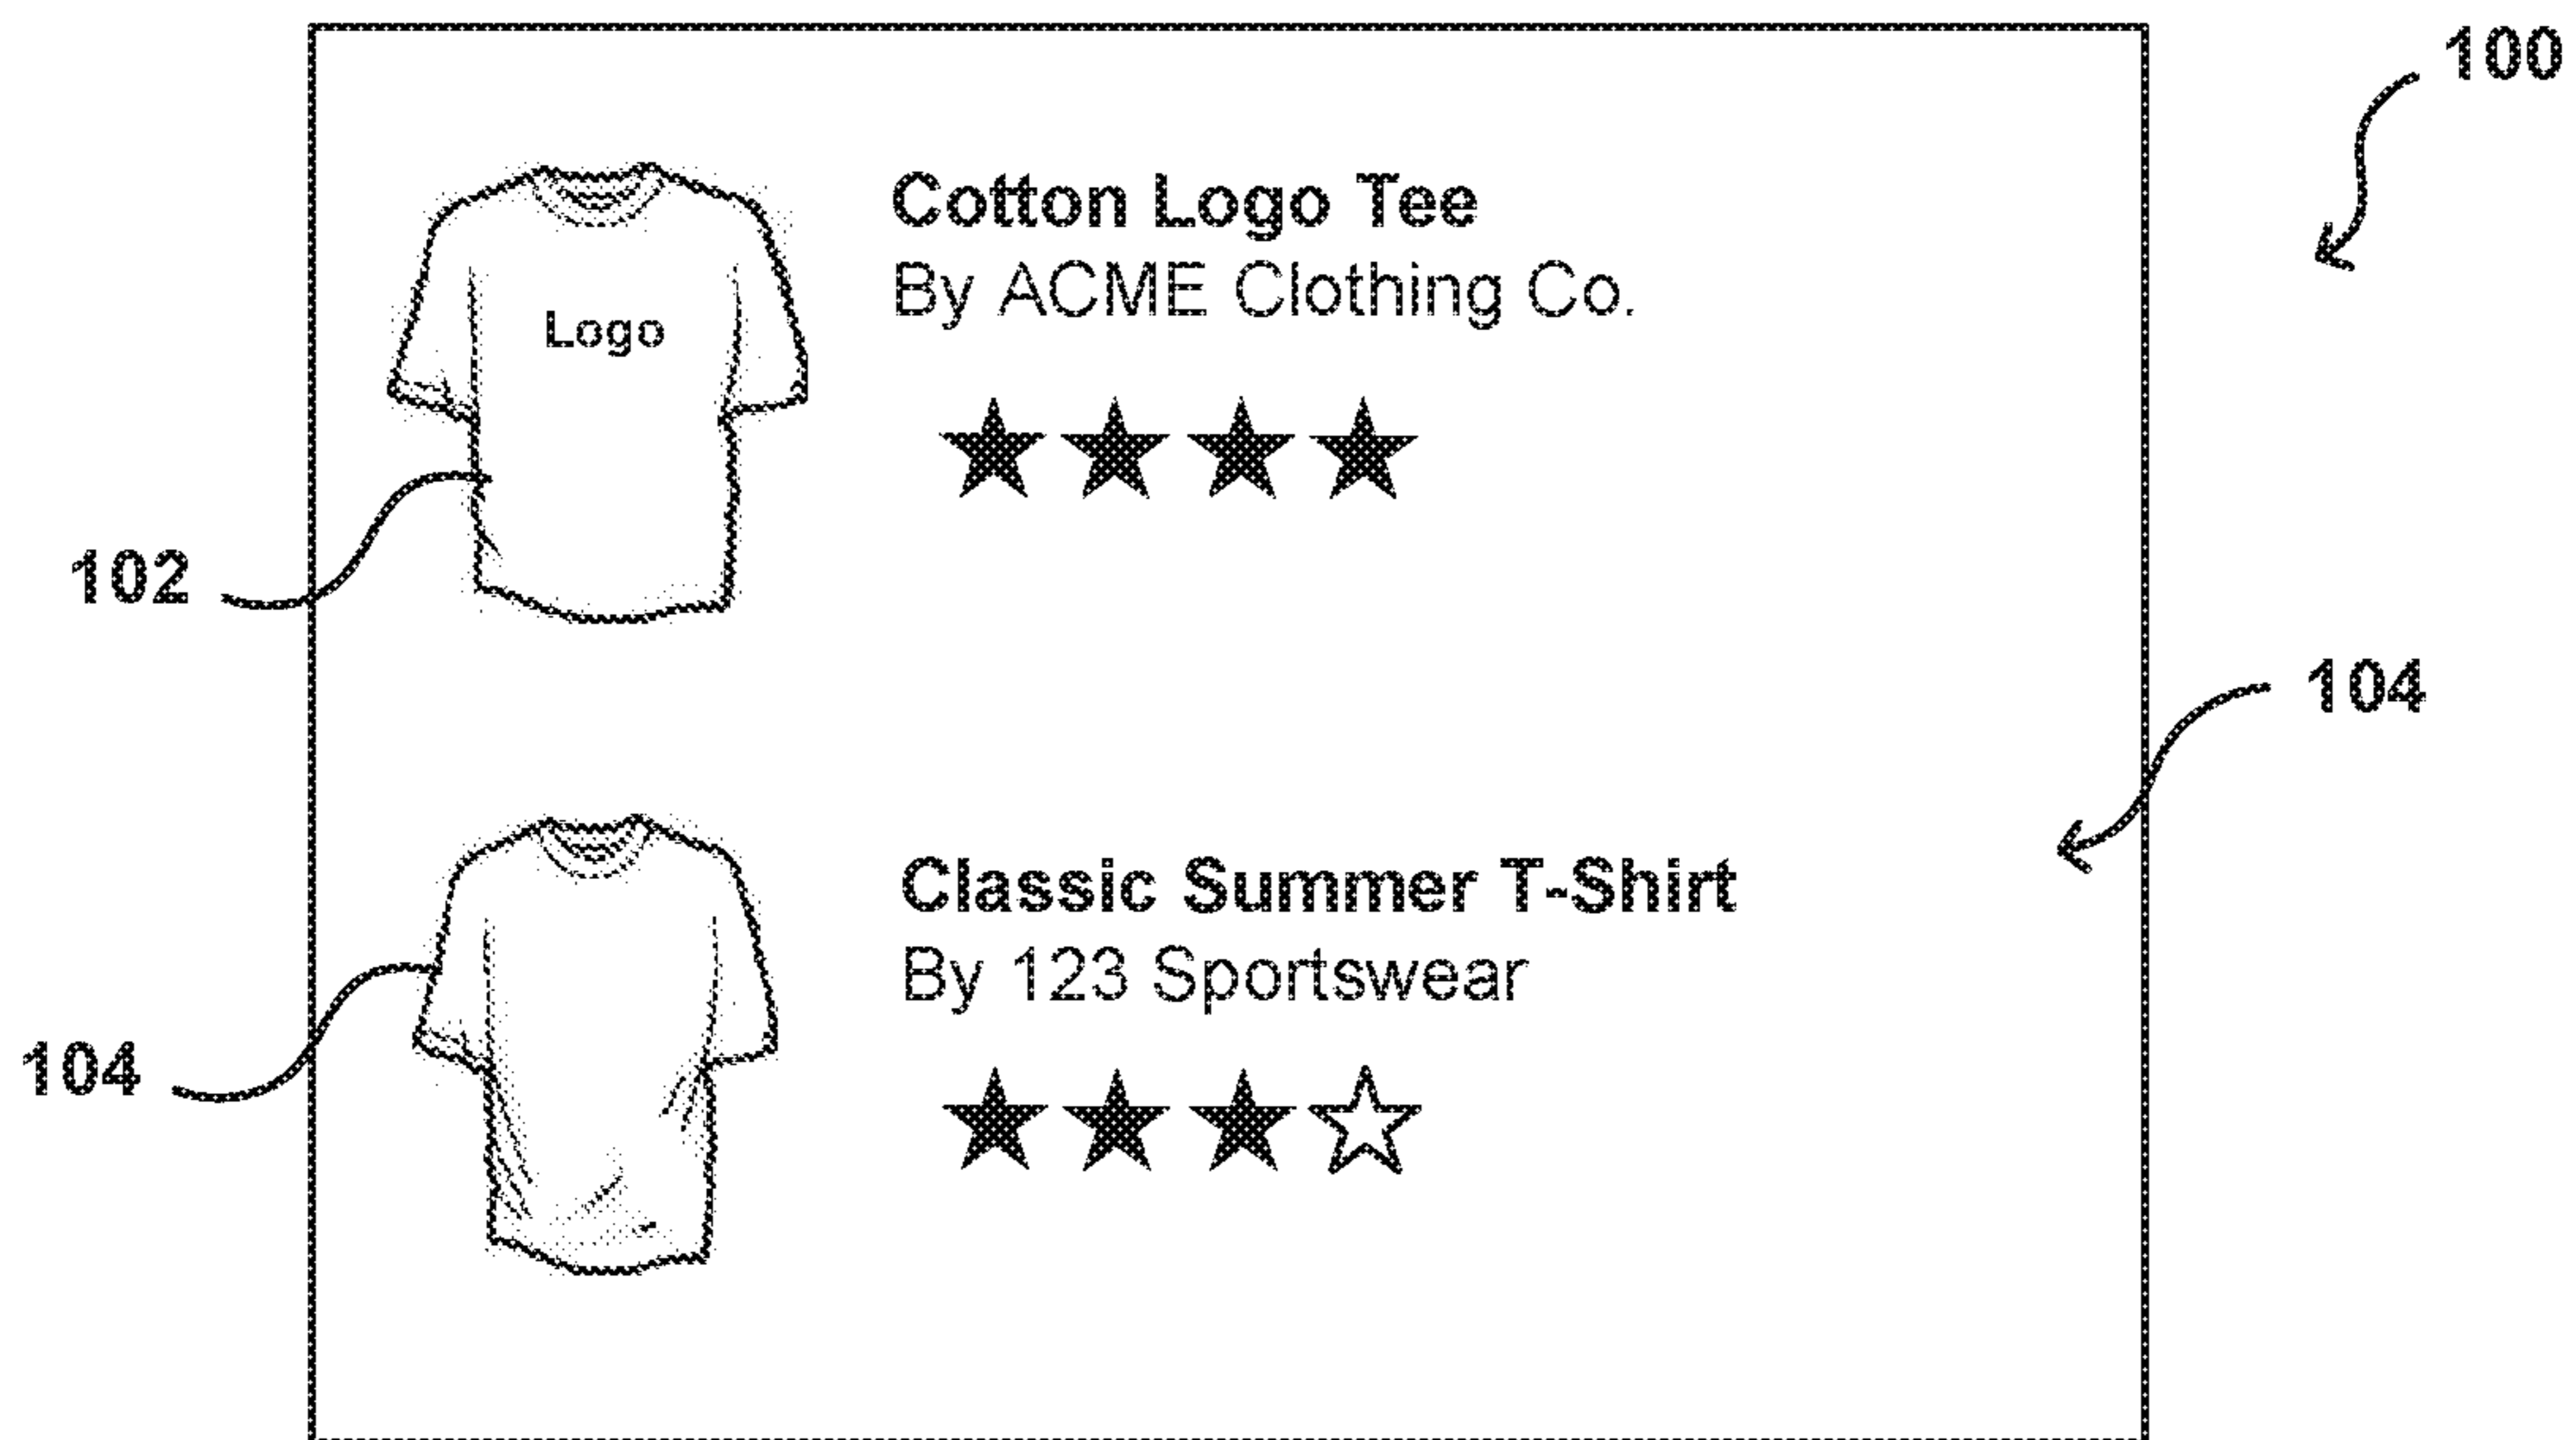 100
Cotton Logo Tee
By ACME Clothing Co.
Logo
102
104
Classic Summer T-Shirt
By 123 Sportswear
104